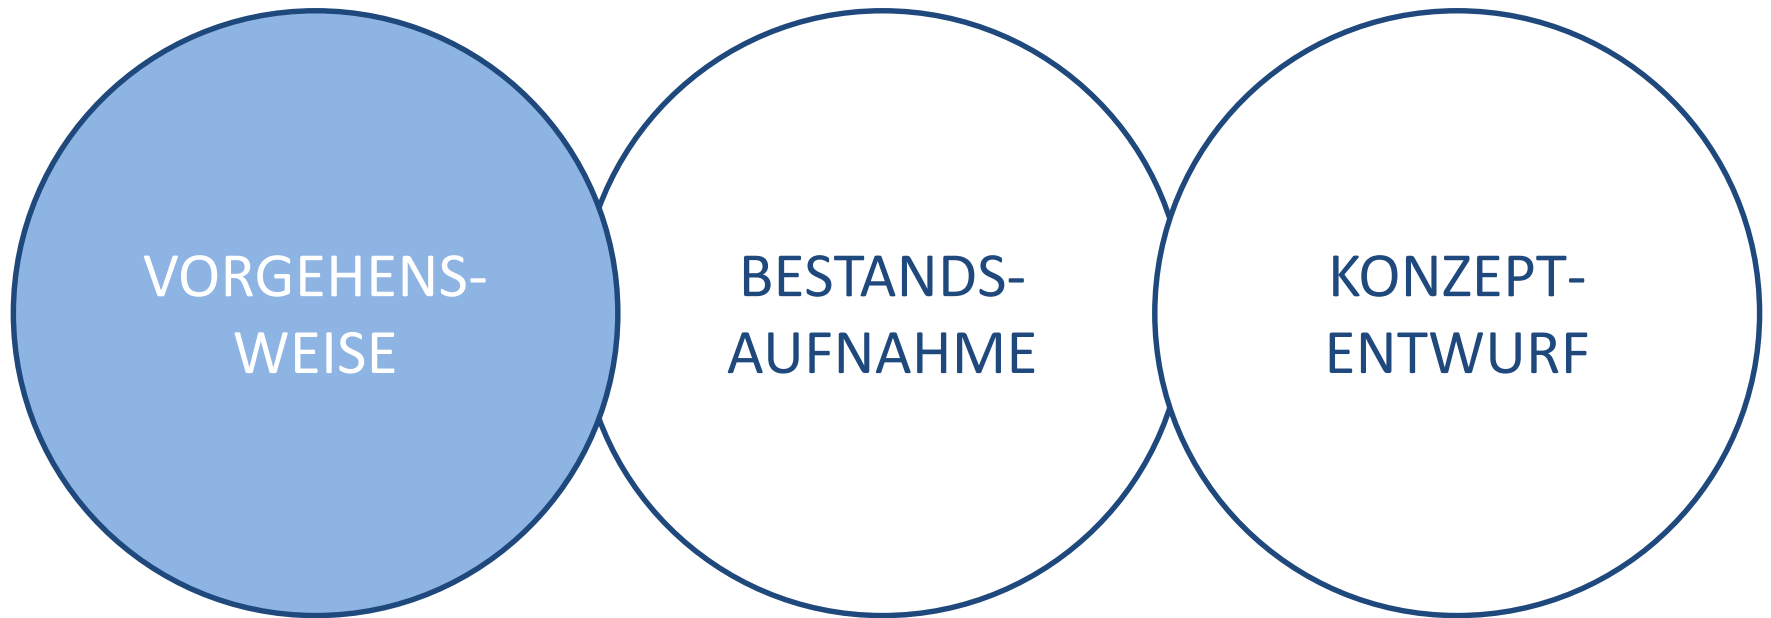 VORGEHENS-
WEISE
BESTANDS-
AUFNAHME
KONZEPT-
ENTWURF